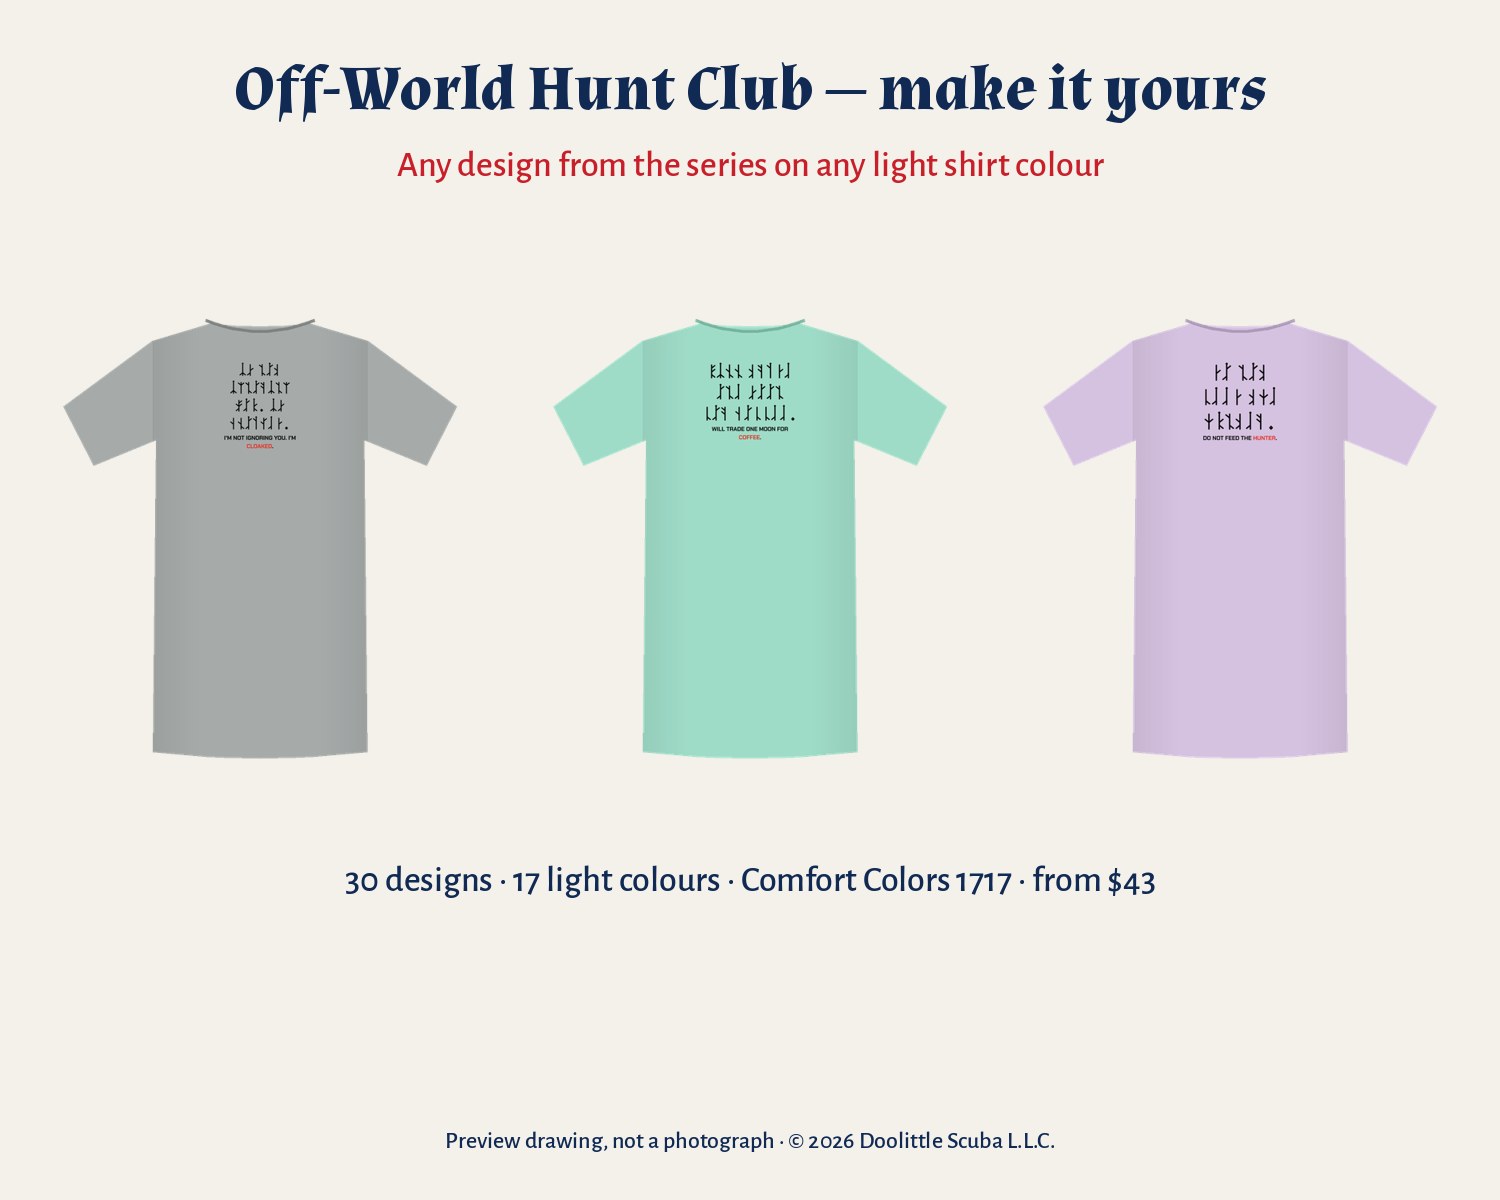 Off-World Hunt Club — make it yours
Any design from the series on any light shirt colour
I'M NOT IGNORING YOU. I'M
CLOAKED.
WILL TRADE ONE MOON FOR
COFFEE.
DO NOT FEED THE HUNTER.
30 designs · 17 light colours · Comfort Colors 1717 · from $43
Preview drawing, not a photograph · © 2026 Doolittle Scuba L.L.C.